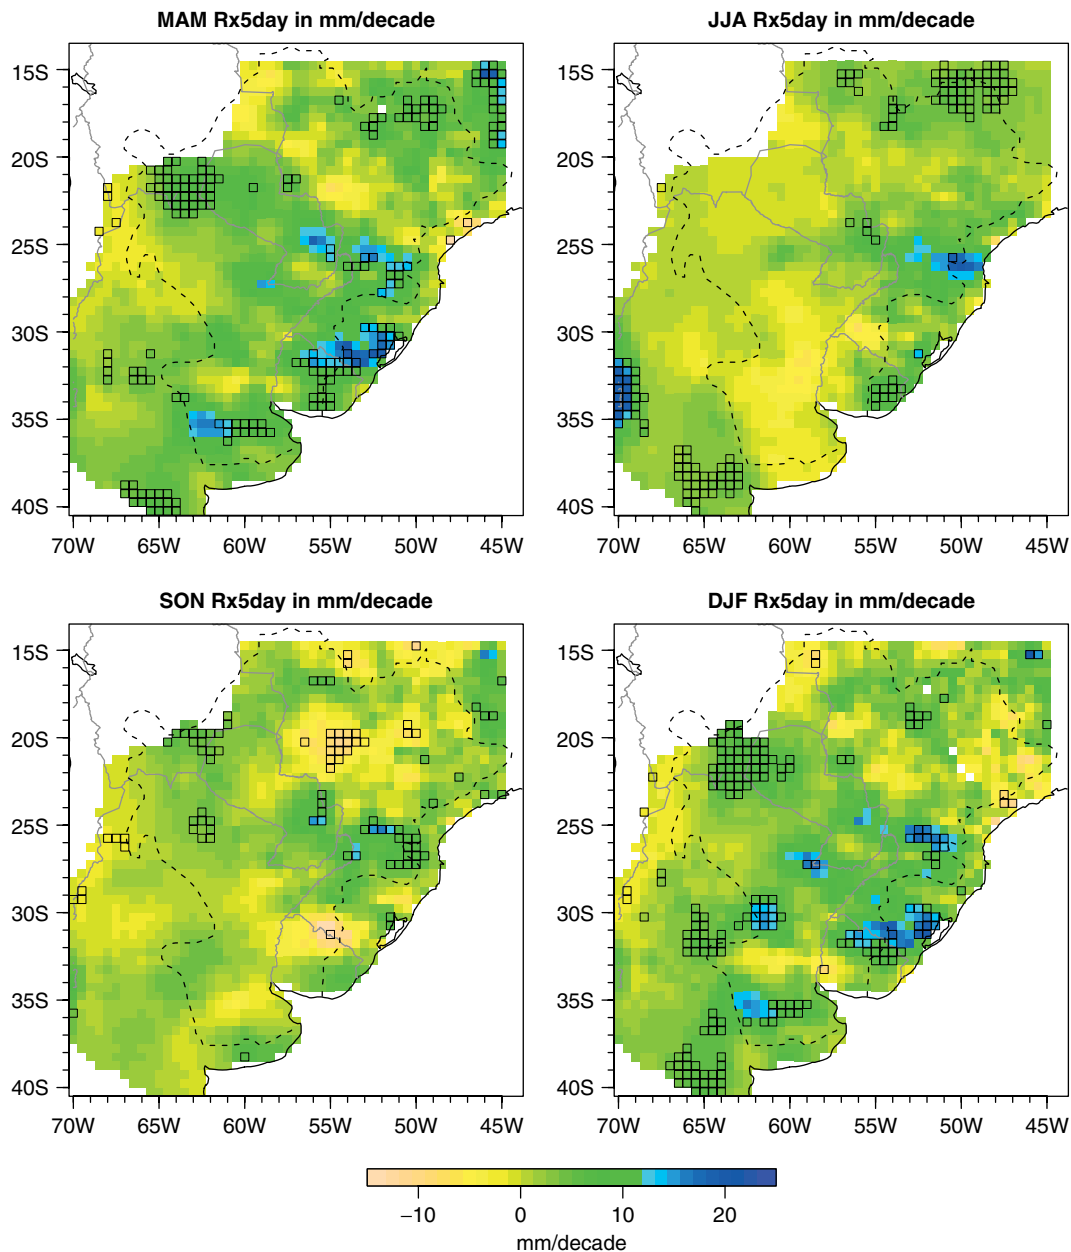 MAM Rx5day in mm/decade
JJA Rx5day in mm/decade
15S
20S
25S
30S
35S
40S
70W 65W 60W 55W 50W 45W
15S
20S
25S
30S
35S
40S
70W 65W 60W 55W 50W 45W
SON Rx5day in mm/decade
DJF Rx5day in mm/decade
15S
20S
25S
30S
35S
40S
70W 65W 60W 55W 50W 45W
15S
20S
25S
30S
35S
40S
70W 65W 60W 55W 50W 45W
−10 0 10 20
mm/decade